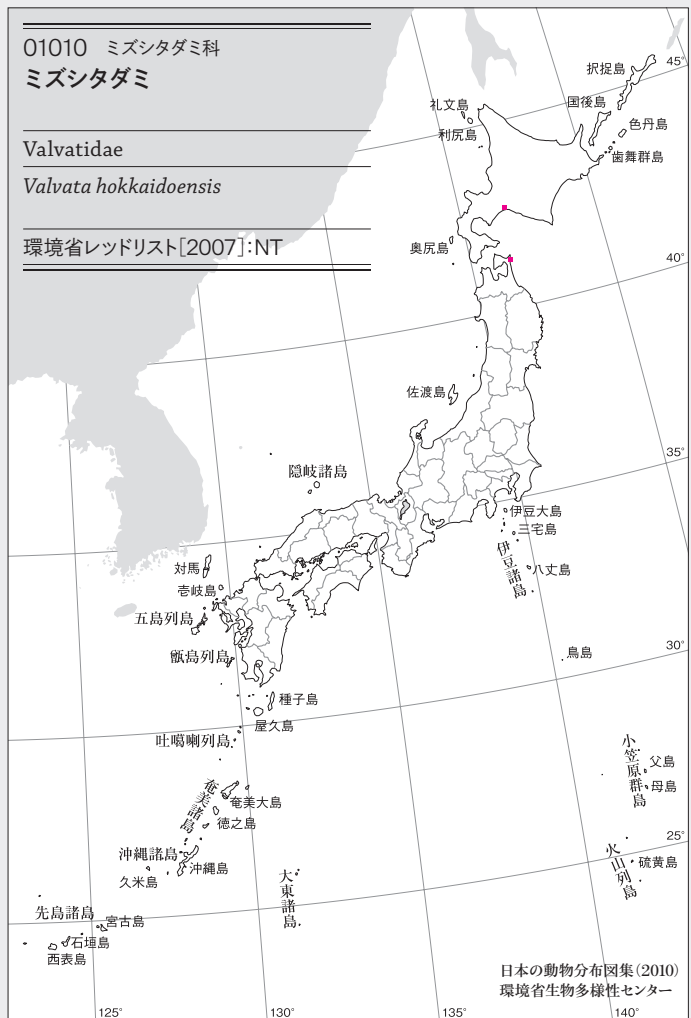 01010 ミズシタダミ科
ミズシタダミ
Valvatidae
Valvata hokkaidoensis
環境省レッドリスト[2007]:NT
択捉島
45°
礼文島
国後島
利尻島
色丹島
歯舞群島
奥尻島
40°
佐渡島
35°
隠岐諸島
伊豆大島
三宅島
伊豆諸島
八丈島
対馬
壱岐島
五島列島
甑島列島
鳥島
30°
種子島
屋久島
吐噶喇列島
小笠原群島
父島
母島
奄美諸島
奄美大島
徳之島
25°
沖縄諸島
沖縄島
久米島
火山列島
硫黄島
大東諸島
先島諸島
宮古島
石垣島
西表島
日本の動物分布図集(2010)
環境省生物多様性センター
125°
130°
135°
140°